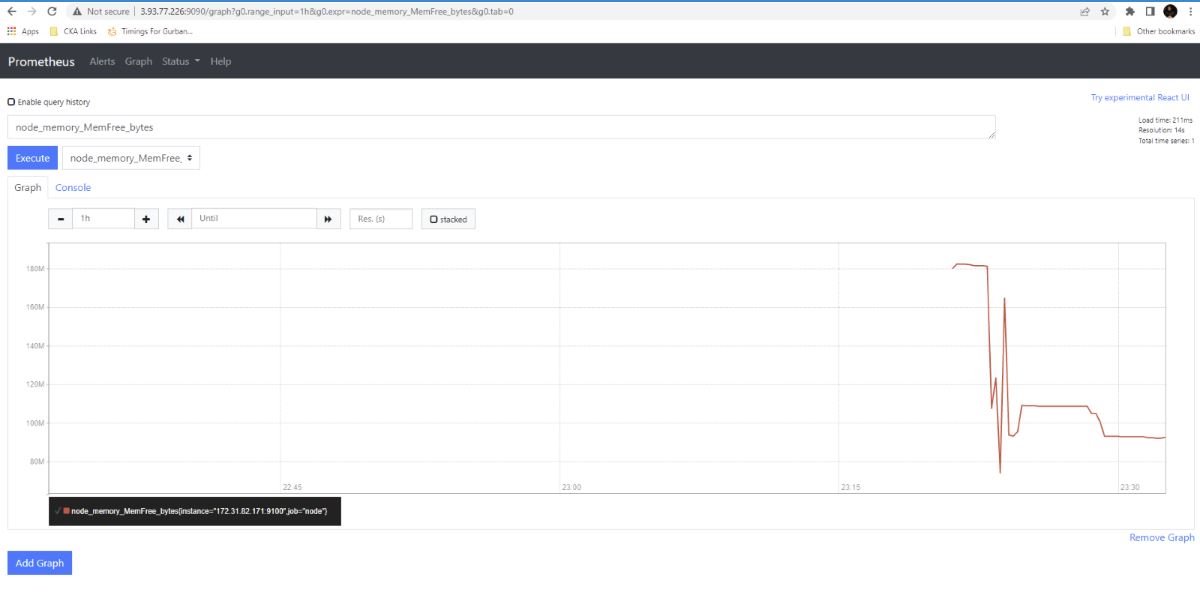 Not secure | 3.93.77.226:9090/graph?g0.range_input=1h&g0.expr=node_memory_MemFree_bytes&g0.tab=0
Apps CKA Links Timings For Gurban... Other bookmarks
Prometheus Alerts Graph Status Help
Enable query history
Try experimental React UI
node_memory_MemFree_bytes
Load time: 211ms
Resolution: 14s
Total time series: 1
Execute node_memory_MemFree_
Graph Console
- 1h + Until Res. (s) stacked
180M
160M
140M
120M
100M
80M
22:45 23:00 23:15 23:30
✓ node_memory_MemFree_bytes{instance="172.31.82.171:9100",job="node"}
Remove Graph
Add Graph